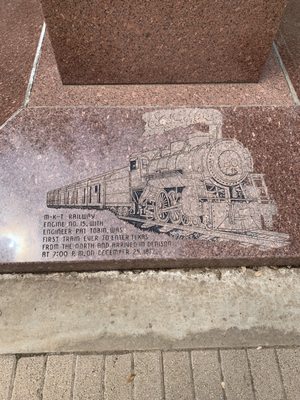 M-K-T RAILWAY
ENGINE NO. 15, WITH
ENGINEER PAT TOBIN, WAS
FIRST TRAIN EVER TO ENTER TEXAS
FROM THE NORTH AND ARRIVED IN DENISON
AT 7:00 P.M. ON DECEMBER 25, 1872.